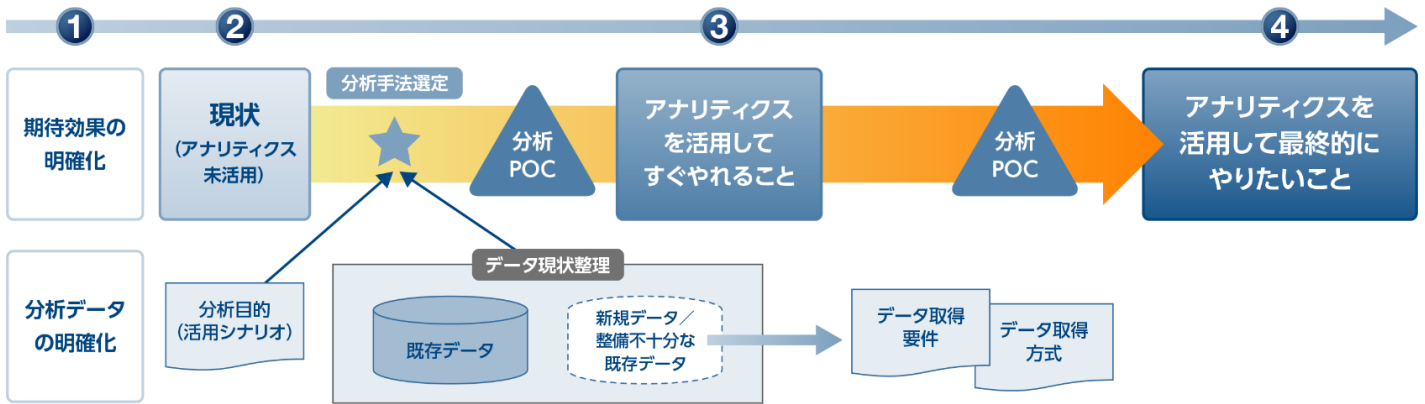 1
2
3
4
期待効果の
明確化
現状
（アナリティクス
未活用）
分析手法選定
分析
POC
アナリティクス
を活用して
すぐやれること
分析
POC
アナリティクスを
活用して最終的に
やりたいこと
分析データ
の明確化
分析目的
（活用シナリオ）
データ現状整理
既存データ
新規データ／
整備不十分な
既存データ
データ取得
要件
データ取得
方式